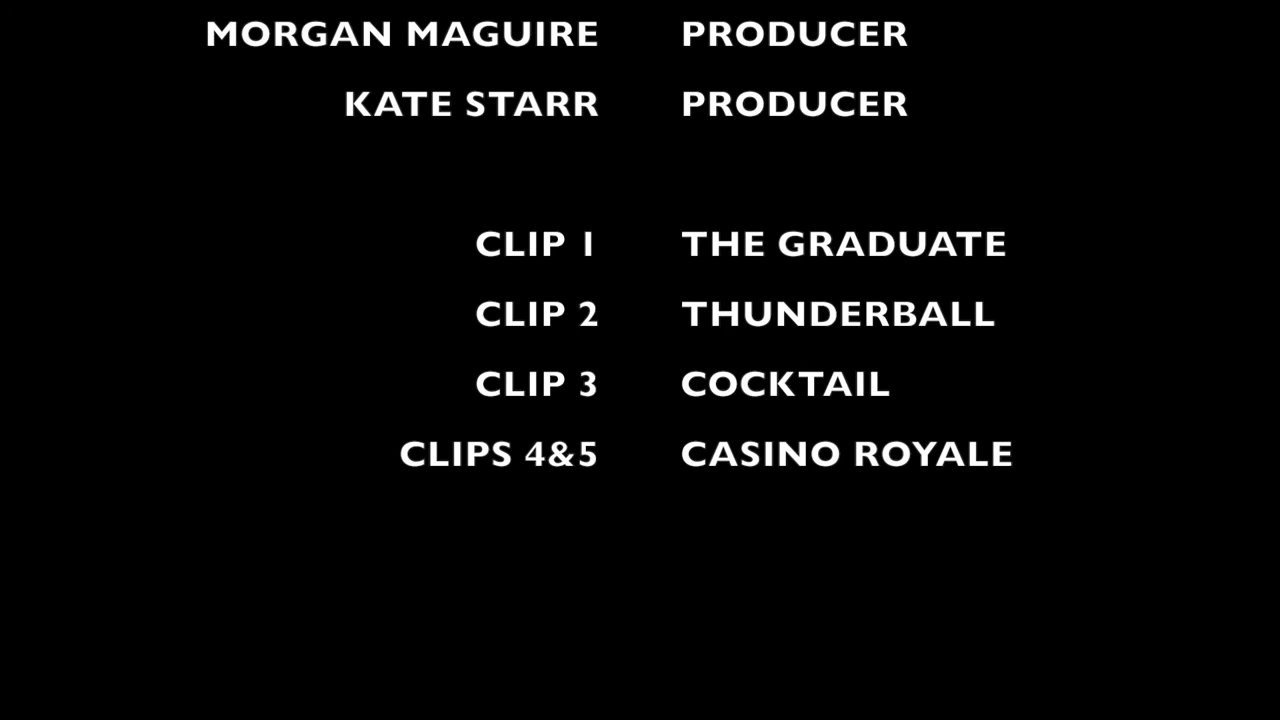 MORGAN MAGUIRE PRODUCER
KATE STARR PRODUCER
CLIP 1 THE GRADUATE
CLIP 2 THUNDERBALL
CLIP 3 COCKTAIL
CLIPS 4&5 CASINO ROYALE